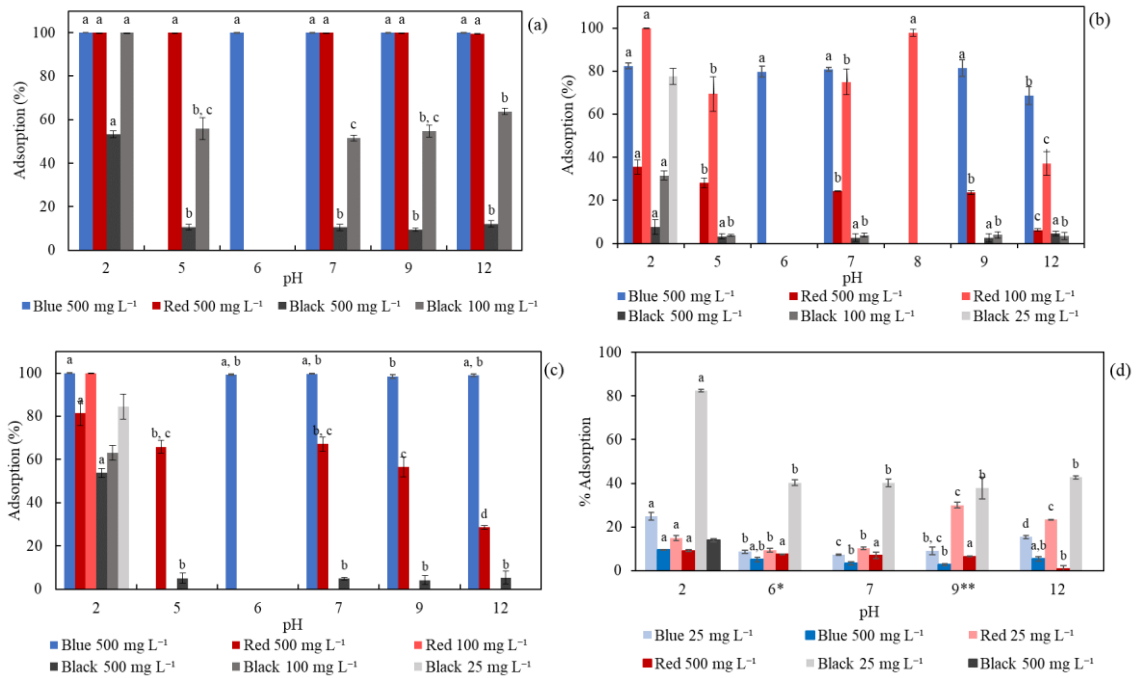 (a)
a a a a a a a a a a a a
a b b, c b c b b, c b b
Adsorption (%)
100
80
60
40
20
0
2 5 6 7 9 12
pH
Blue 500 mg L⁻¹ Red 500 mg L⁻¹ Black 500 mg L⁻¹ Black 100 mg L⁻¹
(b)
a a a a a a a b b a b b b a b b b a b b b c c a,b b
Adsorption (%)
100
80
60
40
20
0
2 5 6 7 8 9 12
pH
Blue 500 mg L⁻¹ Red 500 mg L⁻¹ Red 100 mg L⁻¹
Black 500 mg L⁻¹ Black 100 mg L⁻¹ Black 25 mg L⁻¹
(c)
a a, b a, b b a, b
a a b, c b b, c b c b d b
Adsorption (%)
100
80
60
40
20
0
2 5 6 7 9 12
pH
Blue 500 mg L⁻¹ Red 500 mg L⁻¹ Red 100 mg L⁻¹
Black 500 mg L⁻¹ Black 100 mg L⁻¹ Black 25 mg L⁻¹
(d)
a a a a a
b a,b b a b
c b b a b
b, c b c a b
d a,b c b b
% Adsorption
100
80
60
40
20
0
2 6* 7 9** 12
pH
Blue 25 mg L⁻¹ Blue 500 mg L⁻¹ Red 25 mg L⁻¹
Red 500 mg L⁻¹ Black 25 mg L⁻¹ Black 500 mg L⁻¹